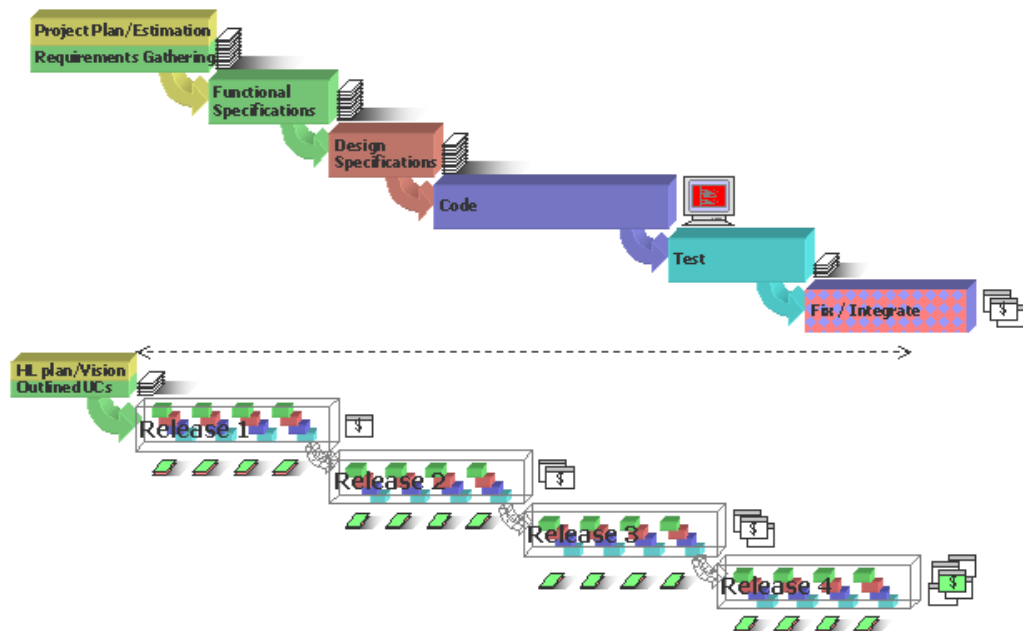 Project Plan/Estimation
Requirements Gathering
Functional
Specifications
Design
Specifications
Code
Test
Fix / Integrate
$
HL plan/Vision
Outlined UCs
Release 1
$
Release 2
$
Release 3
$
Release 4
$